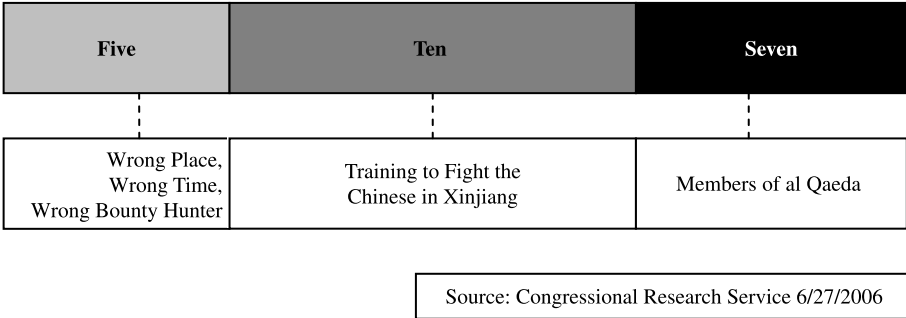 Five
Ten
Seven
Wrong Place,
Wrong Time,
Wrong Bounty Hunter
Training to Fight the
Chinese in Xinjiang
Members of al Qaeda
Source: Congressional Research Service 6/27/2006